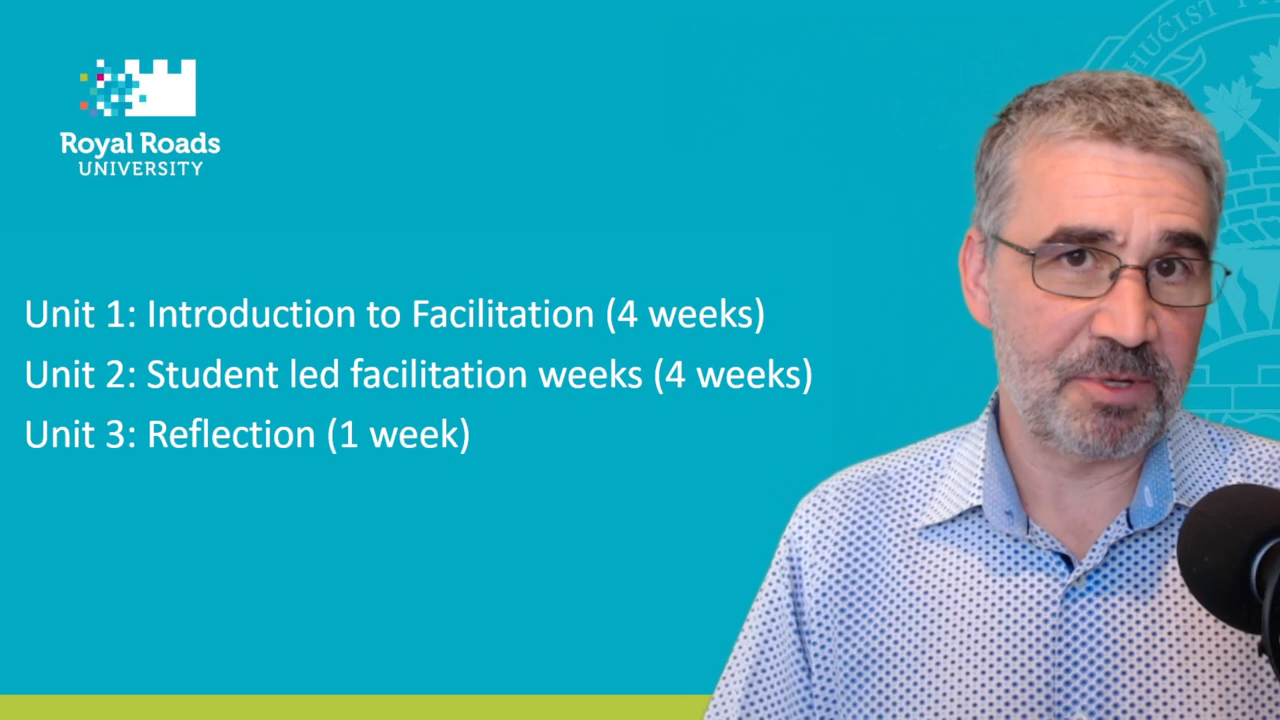 Royal Roads
UNIVERSITY
Unit 1: Introduction to Facilitation (4 weeks)
Unit 2: Student led facilitation weeks (4 weeks)
Unit 3: Reflection (1 week)